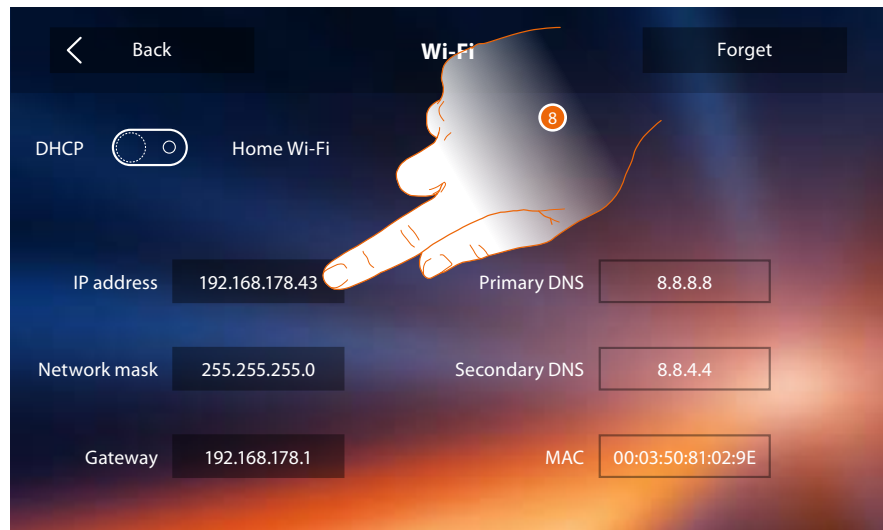 Back
Wi-Fi
Forget
8
DHCP
Home Wi-Fi
IP address
192.168.178.43
Primary DNS
8.8.8.8
Network mask
255.255.255.0
Secondary DNS
8.8.4.4
Gateway
192.168.178.1
MAC
00:03:50:81:02:9E